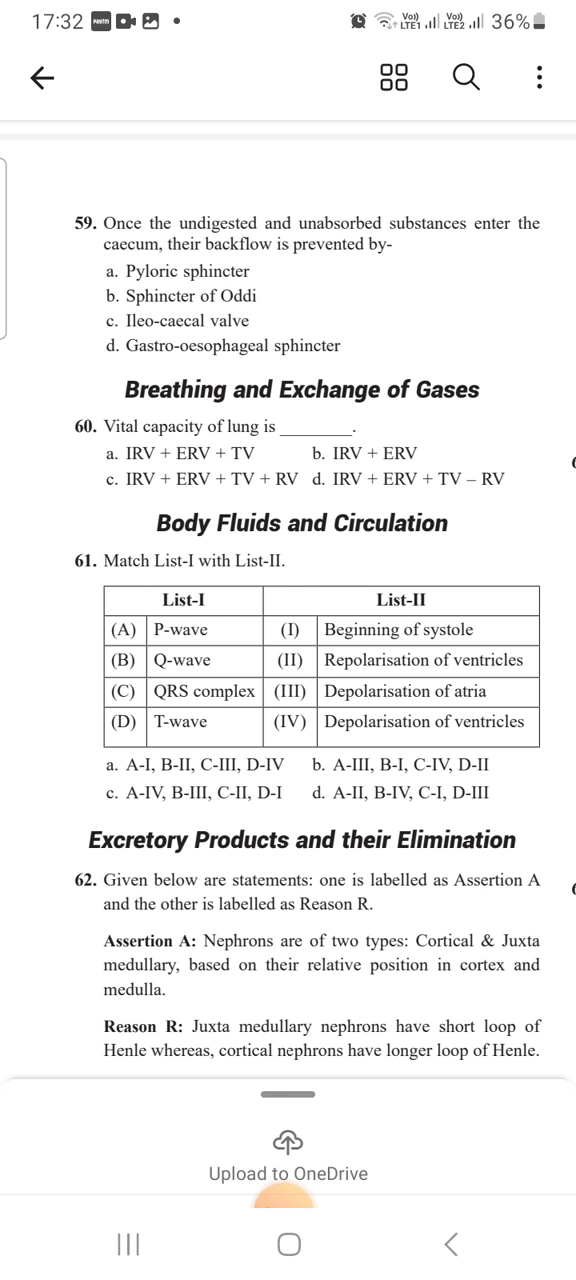 17:32
Paytm
Vo))
LTE1
Vo))
LTE2
36%
59. Once the undigested and unabsorbed substances enter the
caecum, their backflow is prevented by-
a. Pyloric sphincter
b. Sphincter of Oddi
c. Ileo-caecal valve
d. Gastro-oesophageal sphincter
Breathing and Exchange of Gases
60. Vital capacity of lung is ________.
a. IRV + ERV + TV b. IRV + ERV
c. IRV + ERV + TV + RV d. IRV + ERV + TV – RV
Body Fluids and Circulation
61. Match List-I with List-II.
List-I List-II
(A) P-wave (I) Beginning of systole
(B) Q-wave (II) Repolarisation of ventricles
(C) QRS complex (III) Depolarisation of atria
(D) T-wave (IV) Depolarisation of ventricles
a. A-I, B-II, C-III, D-IV b. A-III, B-I, C-IV, D-II
c. A-IV, B-III, C-II, D-I d. A-II, B-IV, C-I, D-III
Excretory Products and their Elimination
62. Given below are statements: one is labelled as Assertion A
and the other is labelled as Reason R.
Assertion A: Nephrons are of two types: Cortical & Juxta
medullary, based on their relative position in cortex and
medulla.
Reason R: Juxta medullary nephrons have short loop of
Henle whereas, cortical nephrons have longer loop of Henle.
Upload to OneDrive